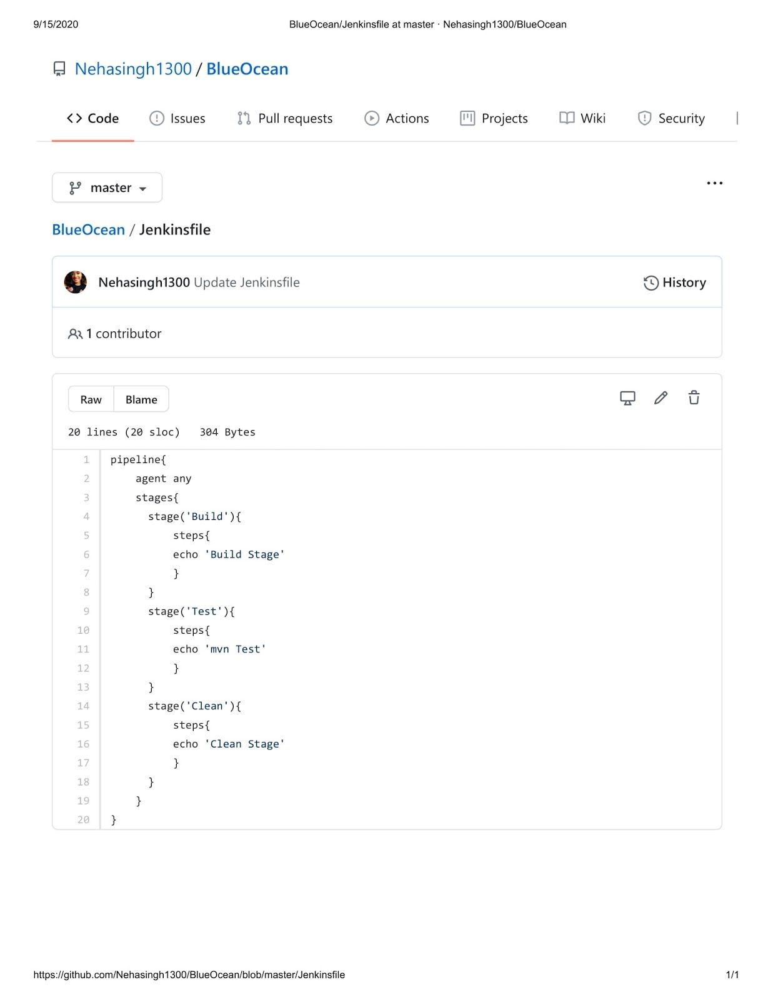 9/15/2020 BlueOcean/Jenkinsfile at master · Nehasingh1300/BlueOcean
Nehasingh1300 / BlueOcean
<> Code Issues Pull requests Actions Projects Wiki Security
master
BlueOcean / Jenkinsfile
Nehasingh1300 Update Jenkinsfile History
1 contributor
Raw Blame
20 lines (20 sloc) 304 Bytes
1 pipeline{
2     agent any
3     stages{
4       stage('Build'){
5           steps{
6           echo 'Build Stage'
7           }
8       }
9       stage('Test'){
10           steps{
11           echo 'mvn Test'
12           }
13       }
14       stage('Clean'){
15           steps{
16           echo 'Clean Stage'
17           }
18       }
19     }
20 }
https://github.com/Nehasingh1300/BlueOcean/blob/master/Jenkinsfile 1/1